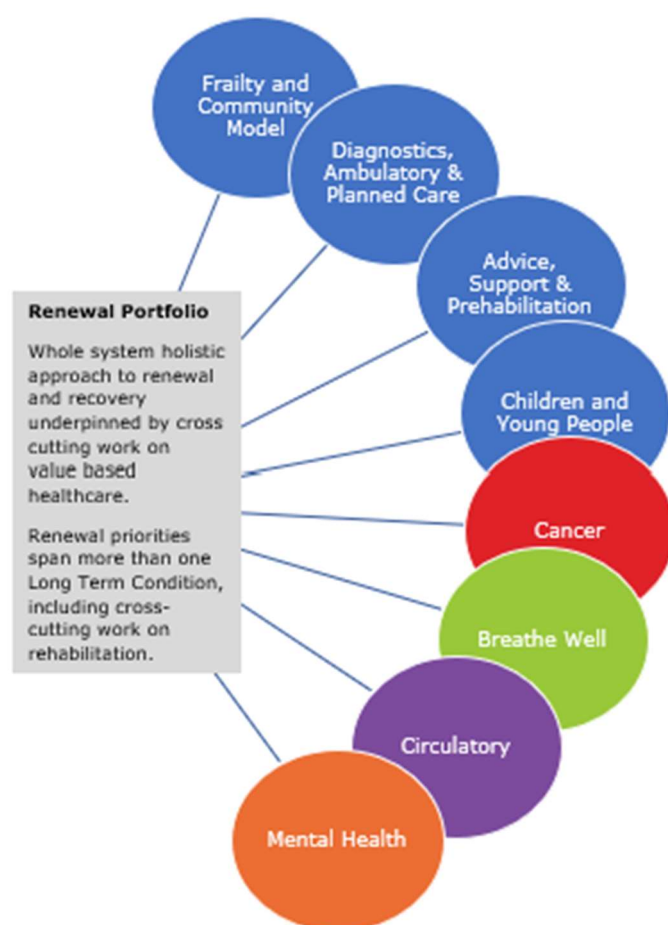 Frailty and
Community
Model
Diagnostics,
Ambulatory &
Planned Care
Advice,
Support &
Prehabilitation
Children and
Young People
Cancer
Breathe Well
Circulatory
Mental Health
Renewal Portfolio
Whole system holistic
approach to renewal
and recovery
underpinned by cross
cutting work on
value based
healthcare.
Renewal priorities
span more than one
Long Term Condition,
including cross-
cutting work on
rehabilitation.